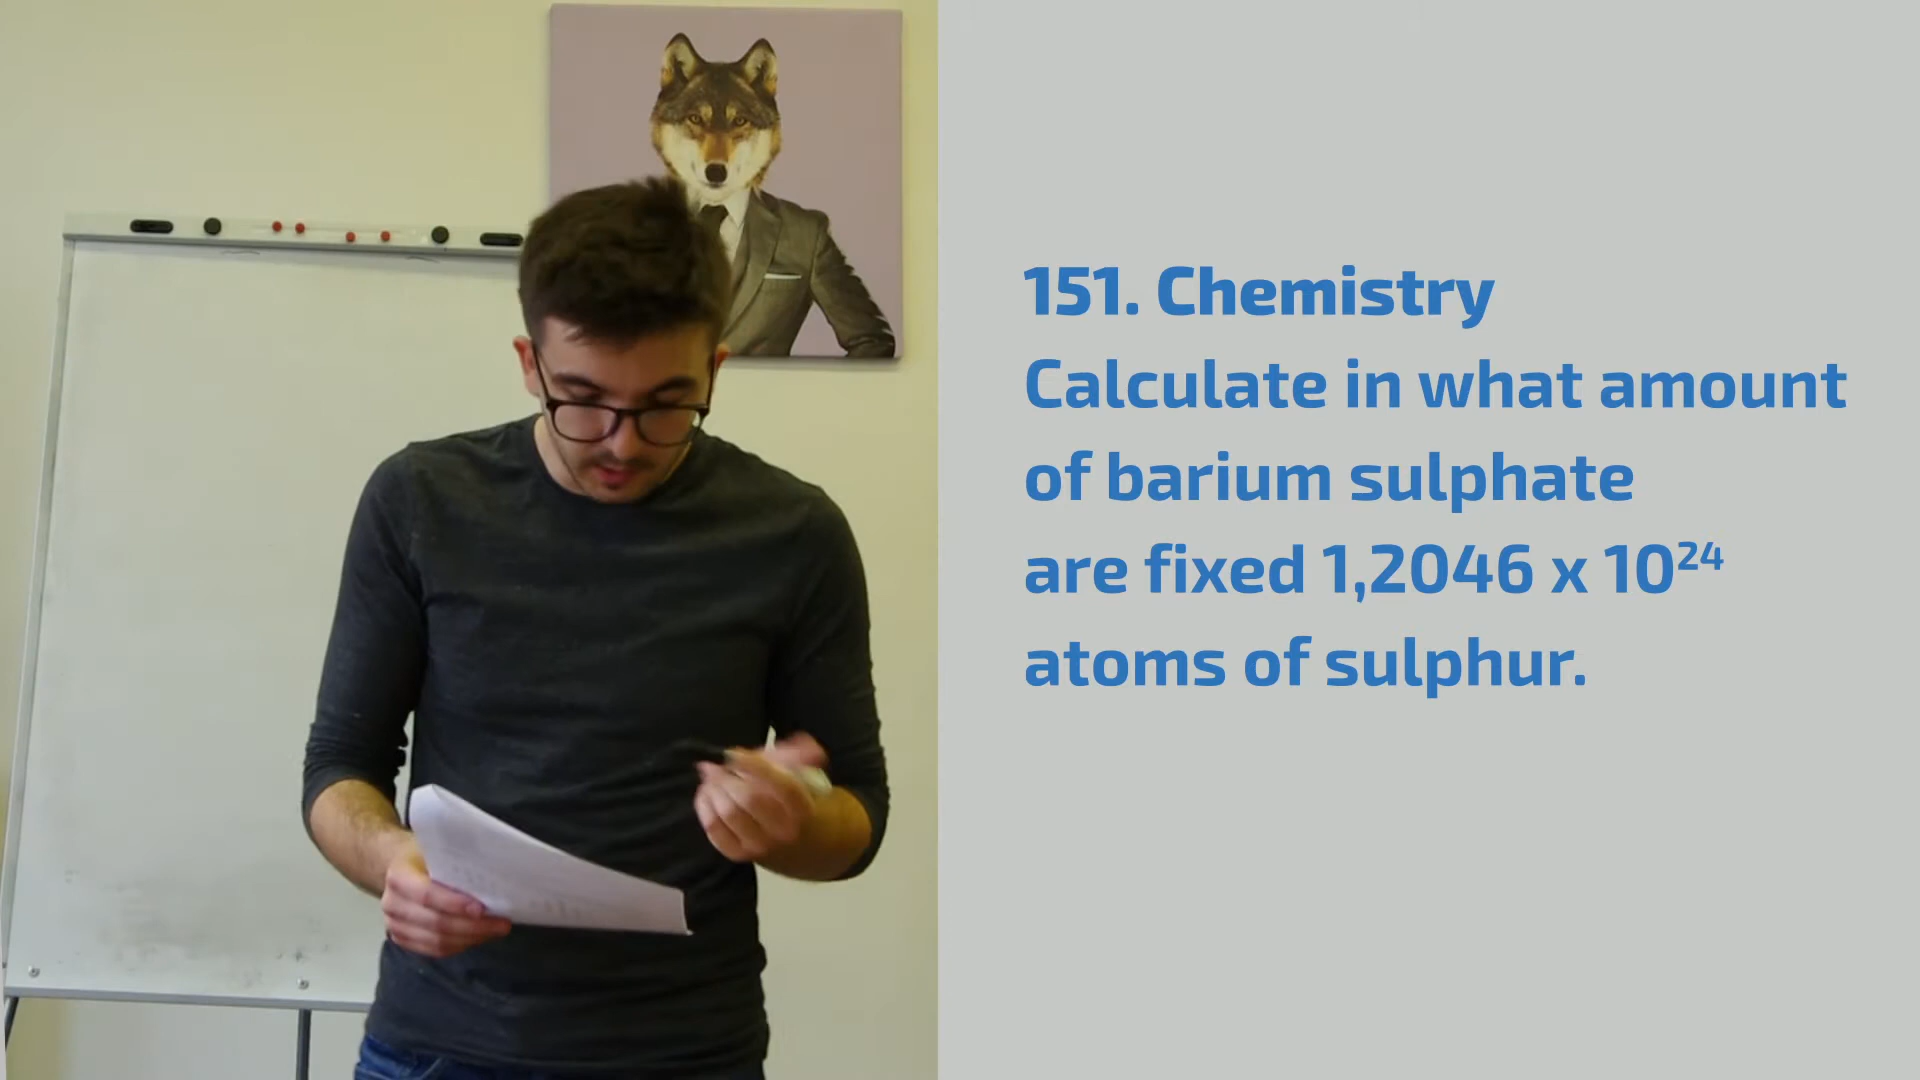 151. Chemistry
Calculate in what amount
of barium sulphate
are fixed 1,2046 x 10²⁴
atoms of sulphur.